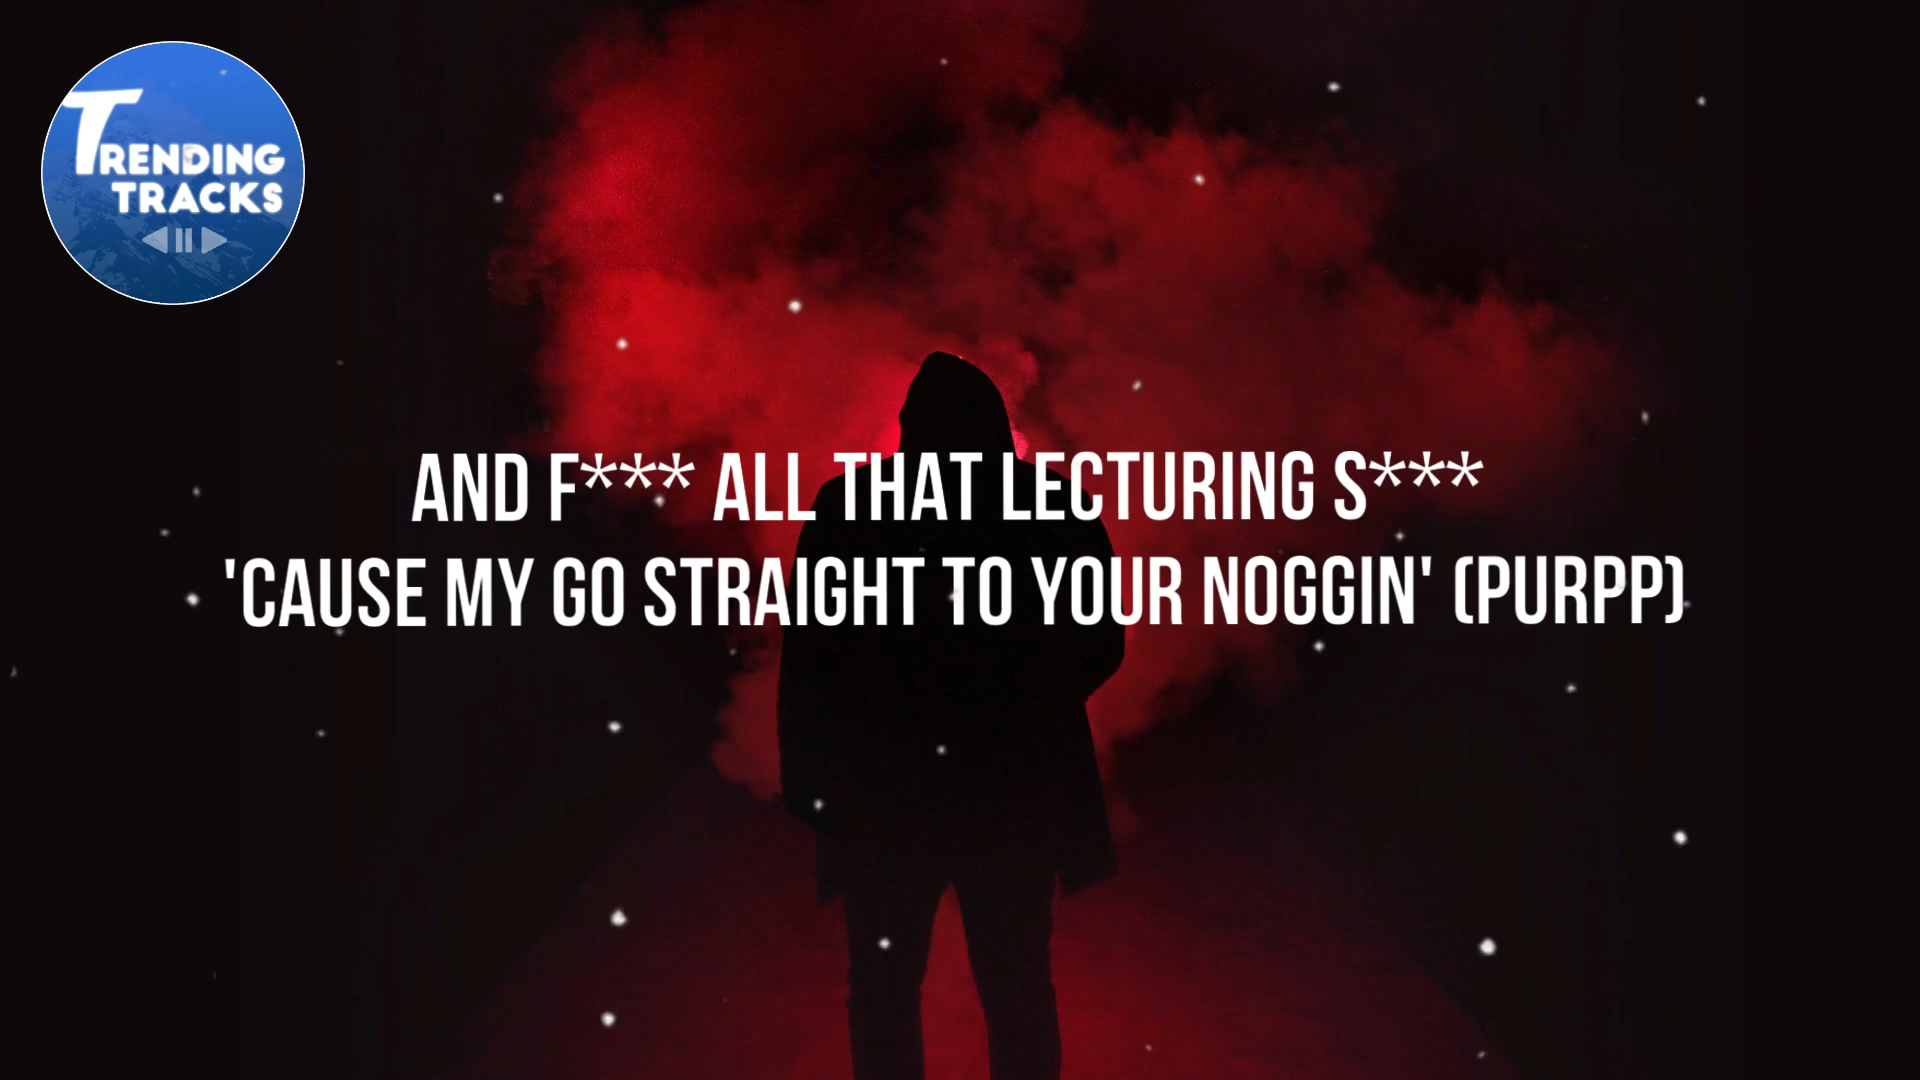 TRENDING
TRACKS
AND F*** ALL THAT LECTURING S***
'CAUSE MY GO STRAIGHT TO YOUR NOGGIN' (PURPP)